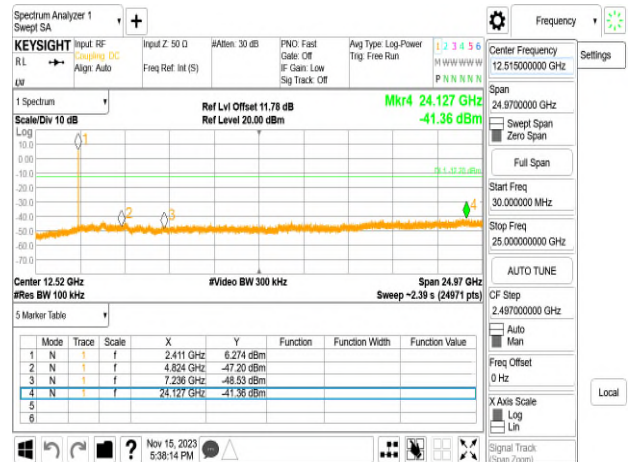 Spectrum Analyzer 1
Swept SA
Frequency
KEYSIGHT
Input: RF
Coupling: DC
Align: Auto
Input Z: 50 Ω
Freq Ref: Int (S)
#Atten: 30 dB
PNO: Fast
Gate: Off
IF Gain: Low
Sig Track: Off
Avg Type: Log-Power
Trig: Free Run
1 2 3 4 5 6
M W W W W W
P N N N N N
RL
Settings
Center Frequency
12.515000000 GHz
Span
24.9700000 GHz
Swept Span
Zero Span
Full Span
Start Freq
30.000000 MHz
Stop Freq
25.000000000 GHz
AUTO TUNE
CF Step
2.497000000 GHz
Auto
Man
Freq Offset
0 Hz
X Axis Scale
Log
Lin
Signal Track
(Span Zoom)
Local
1 Spectrum
Scale/Div 10 dB
Ref Lvl Offset 11.78 dB
Ref Level 20.00 dBm
Mkr4 24.127 GHz
-41.36 dBm
Log
10.0
0.00
-10.0
-20.0
-30.0
-40.0
-50.0
-60.0
-70.0
1
2
3
4
Center 12.52 GHz
#Res BW 100 kHz
#Video BW 300 kHz
Span 24.97 GHz
Sweep ~2.39 s (24971 pts)
5 Marker Table
Mode Trace Scale X Y Function Function Width Function Value
1 N 1 f 2.411 GHz 6.274 dBm
2 N 1 f 4.824 GHz -47.20 dBm
3 N 1 f 7.236 GHz -48.53 dBm
4 N 1 f 24.127 GHz -41.36 dBm
5
6
?
Nov 15, 2023
5:38:14 PM